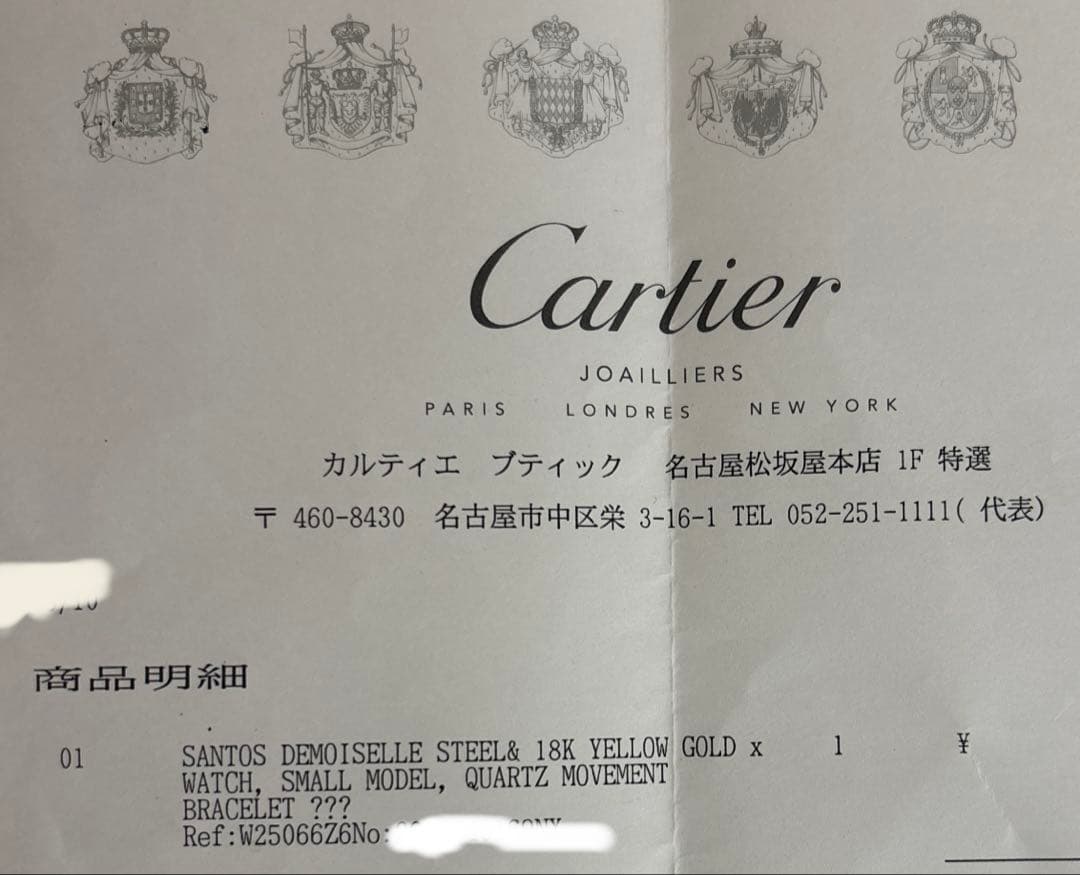 Cartier
JOAILLIERS
PARIS LONDRES NEW YORK
カルティエ ブティック 名古屋松坂屋本店 1F 特選
〒 460-8430 名古屋市中区栄 3-16-1 TEL 052-251-1111( 代表)
商品明細
01 SANTOS DEMOISELLE STEEL& 18K YELLOW GOLD x 1 ¥
WATCH, SMALL MODEL, QUARTZ MOVEMENT
BRACELET ???
Ref:W25066Z6No: